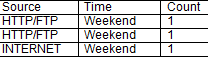 Source Time Count
HTTP/FTP Weekend 1
HTTP/FTP Weekend 1
INTERNET Weekend 1